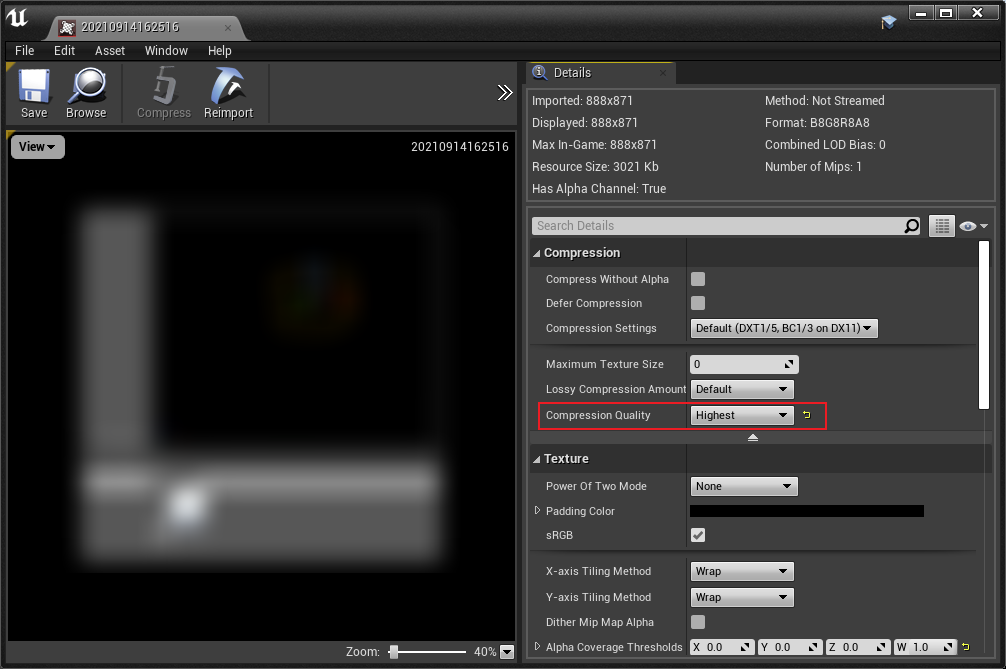 20210914162516
File Edit Asset Window Help
Save Browse Compress Reimport
View
20210914162516
Zoom: 40%
Details
Imported: 888x871 Method: Not Streamed
Displayed: 888x871 Format: B8G8R8A8
Max In-Game: 888x871 Combined LOD Bias: 0
Resource Size: 3021 Kb Number of Mips: 1
Has Alpha Channel: True
Search Details
Compression
Compress Without Alpha
Defer Compression
Compression Settings Default (DXT1/5, BC1/3 on DX11)
Maximum Texture Size 0
Lossy Compression Amount Default
Compression Quality Highest
Texture
Power Of Two Mode None
Padding Color
sRGB
X-axis Tiling Method Wrap
Y-axis Tiling Method Wrap
Dither Mip Map Alpha
Alpha Coverage Thresholds X 0.0 Y 0.0 Z 0.0 W 1.0